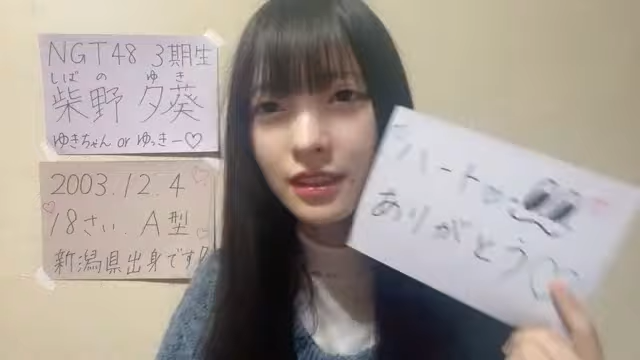 NGT48 3期生
しばの ゆき
柴野 夕葵
ゆきちゃん or ゆっきー♡
2003.12.4
18さい A型
新潟県出身です!
ハートの
ありがとう♡